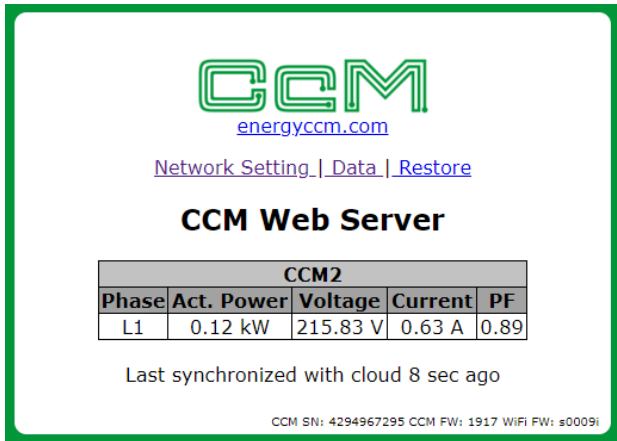 CCM
energyccm.com
Network Setting | Data | Restore
CCM Web Server
CCM2
Phase Act. Power Voltage Current PF
L1 0.12 kW 215.83 V 0.63 A 0.89
Last synchronized with cloud 8 sec ago
CCM SN: 4294967295 CCM FW: 1917 WiFi FW: s0009i